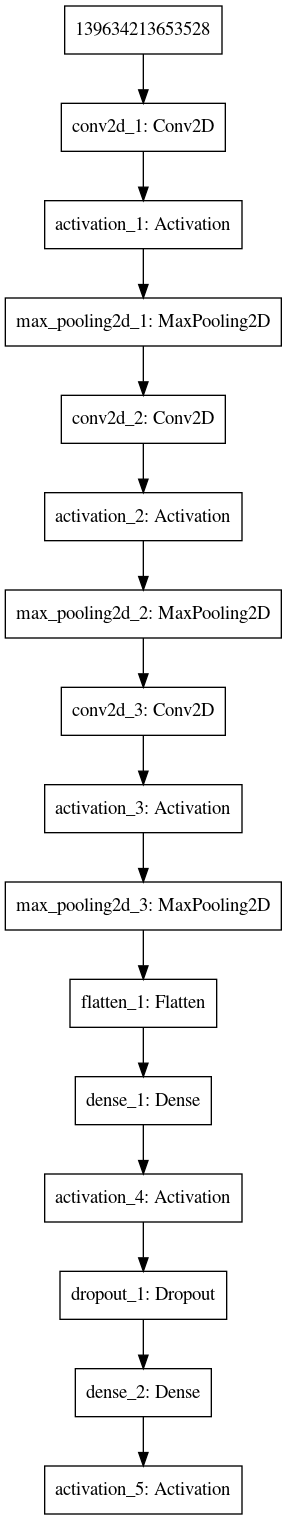 139634213653528
conv2d_1: Conv2D
activation_1: Activation
max_pooling2d_1: MaxPooling2D
conv2d_2: Conv2D
activation_2: Activation
max_pooling2d_2: MaxPooling2D
conv2d_3: Conv2D
activation_3: Activation
max_pooling2d_3: MaxPooling2D
flatten_1: Flatten
dense_1: Dense
activation_4: Activation
dropout_1: Dropout
dense_2: Dense
activation_5: Activation